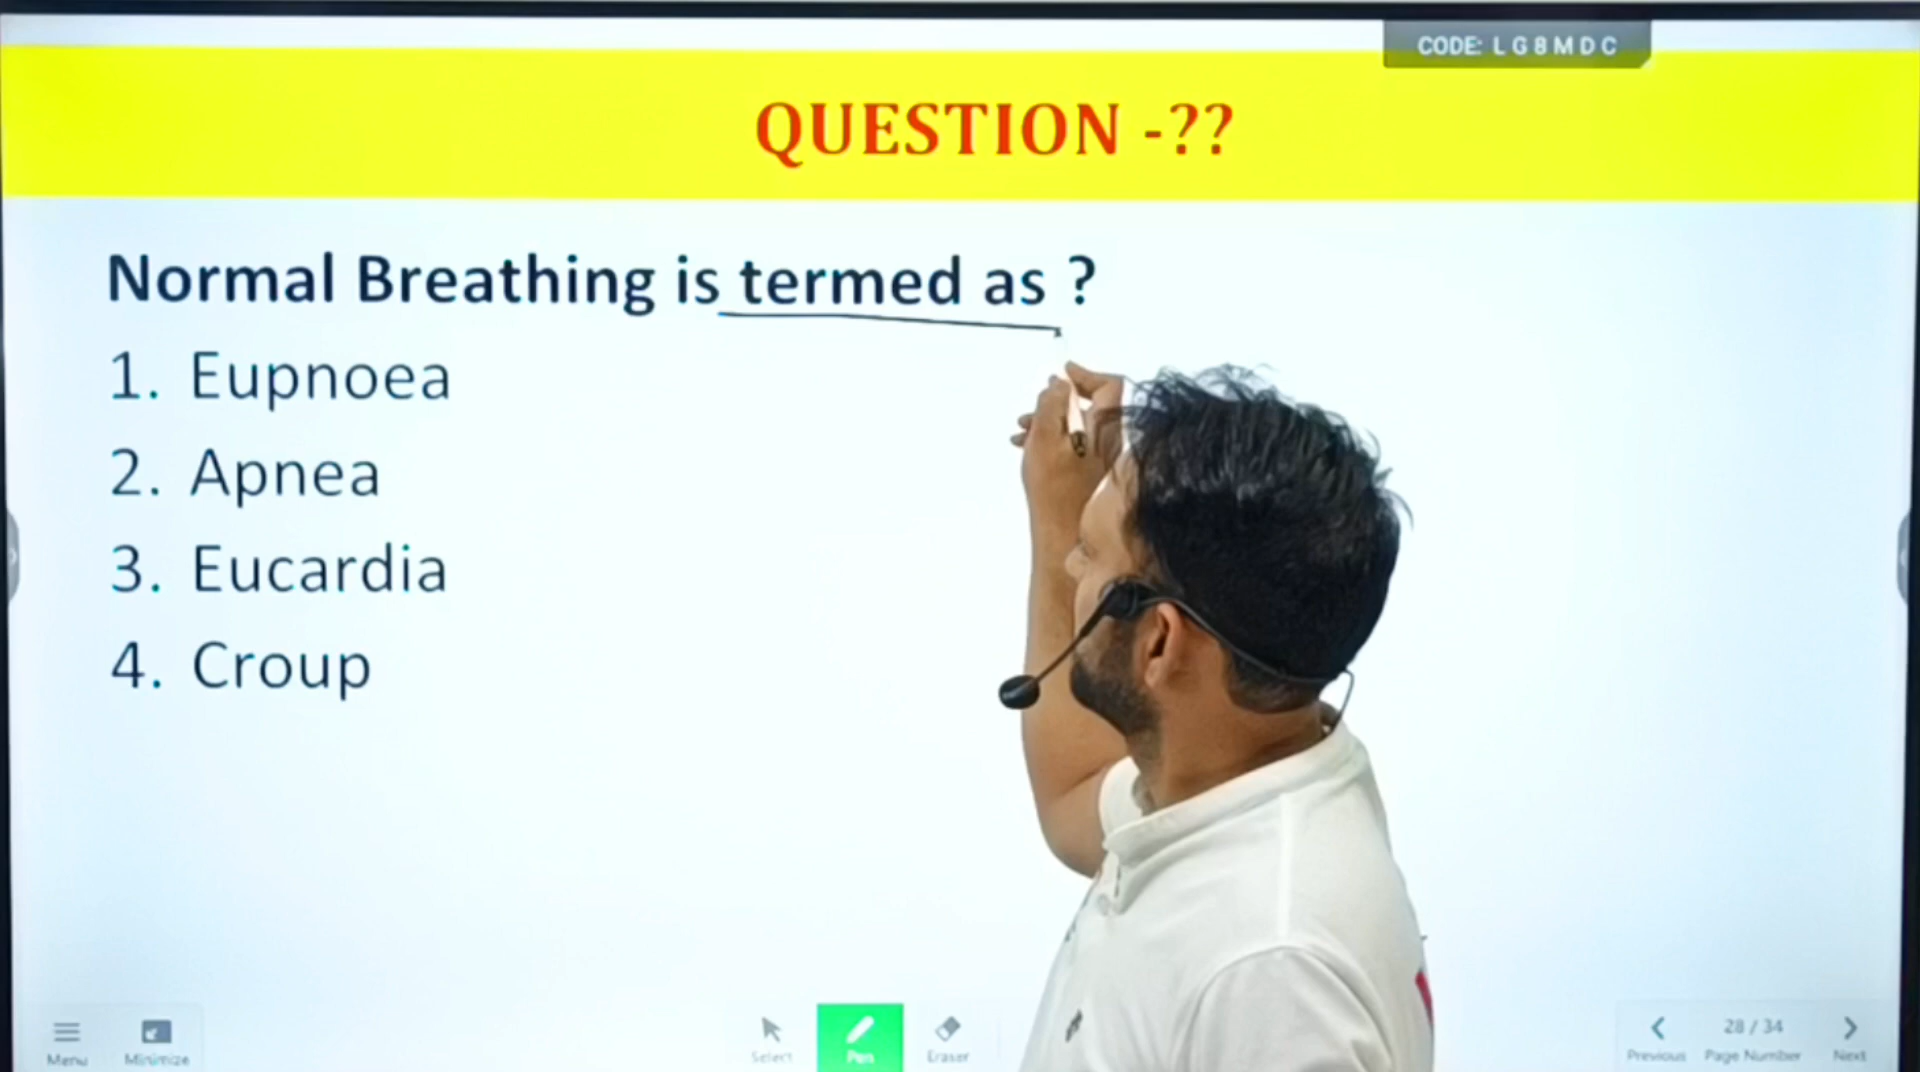 CODE: LG8MDC
QUESTION -??
Normal Breathing is termed as ?
1. Eupnoea
2. Apnea
3. Eucardia
4. Croup
Menu
Minimize
Select
Pen
Eraser
28 / 34
Previous Page Number Next